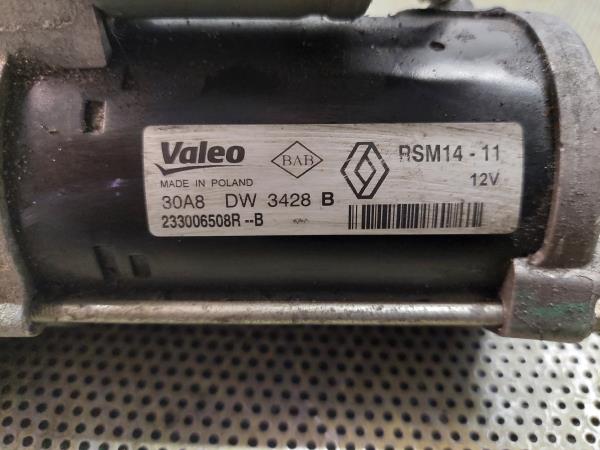 Valeo BAB RSM14 - 11
MADE IN POLAND 12V
30A8 DW 3428 B
233006508R --B